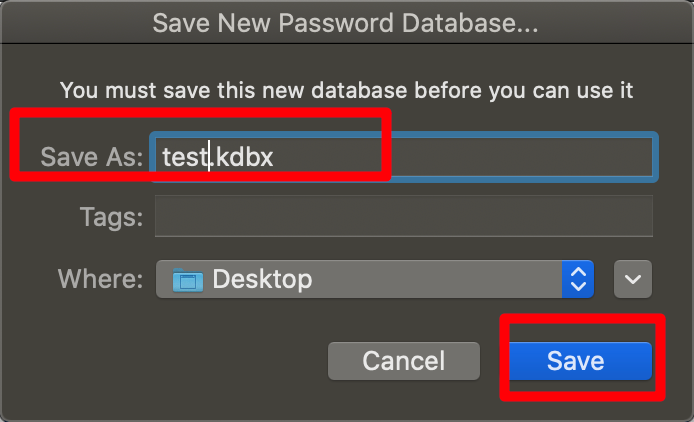 Save New Password Database...
You must save this new database before you can use it
Save As: test.kdbx
Tags:
Where: Desktop
Cancel Save